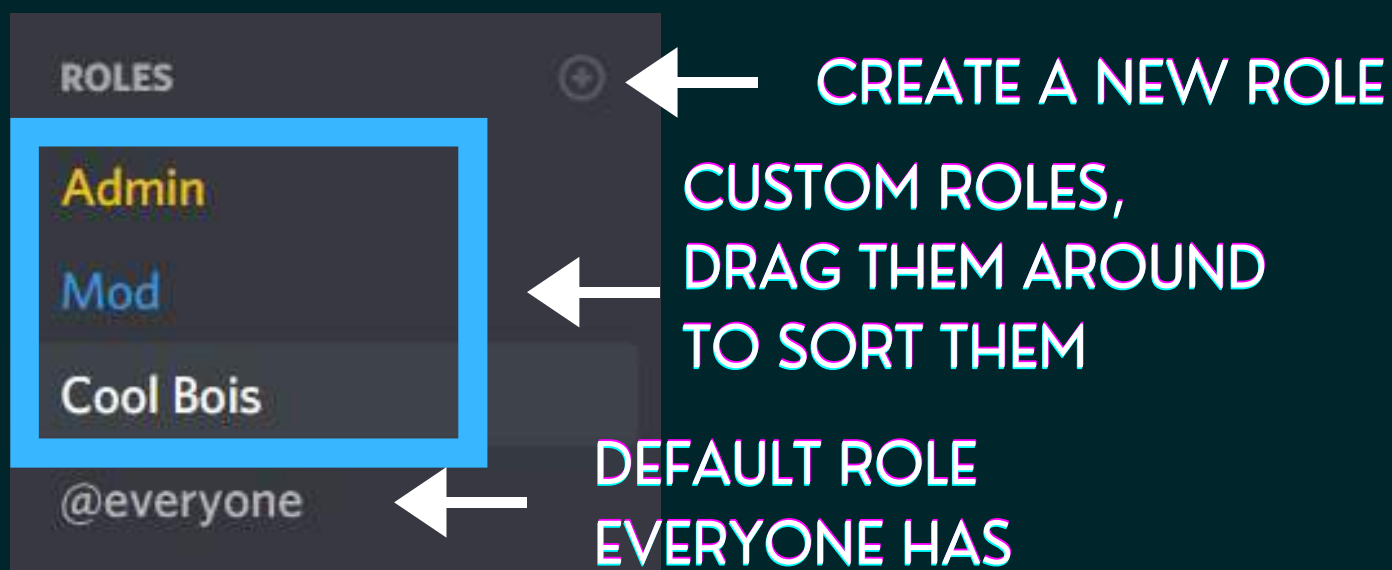 ROLES
CREATE A NEW ROLE
Admin
Mod
Cool Bois
@everyone
CUSTOM ROLES,
DRAG THEM AROUND
TO SORT THEM
DEFAULT ROLE
EVERYONE HAS